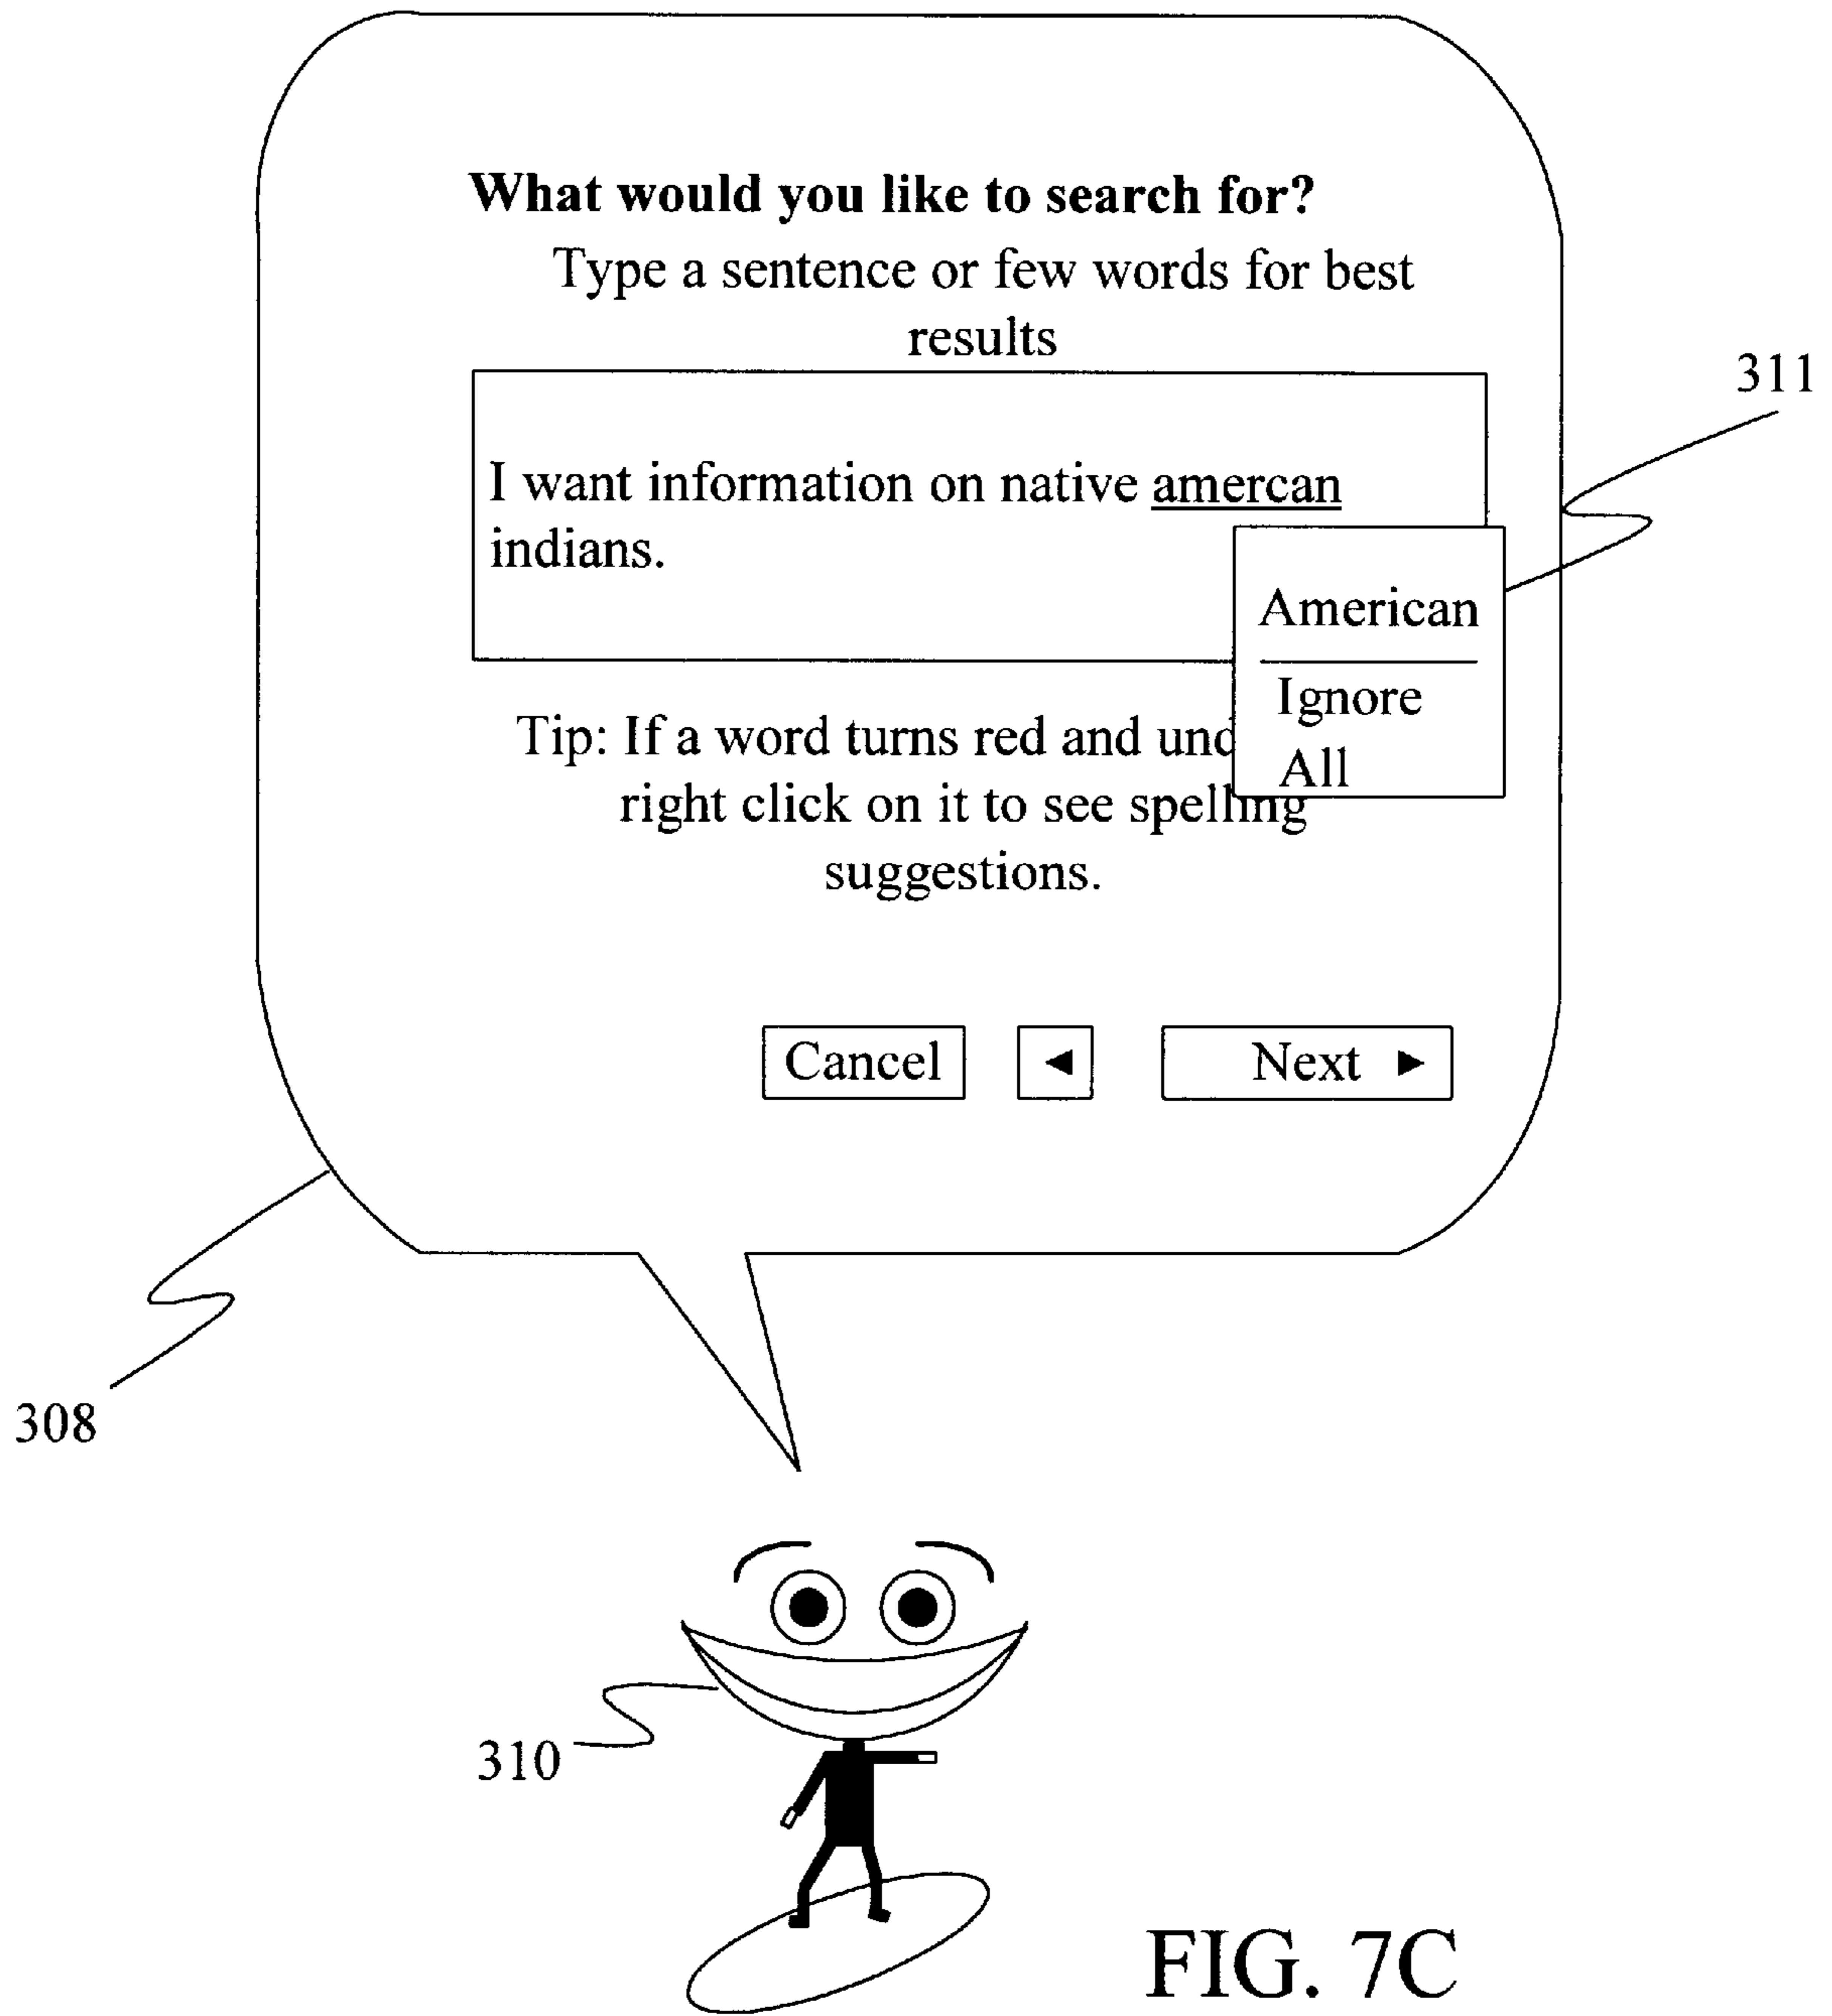 What would you like to search for?
Type a sentence or few words for best
results
311
I want information on native amercan
indians.
American
Ignore
All
Tip: If a word turns red and und
right click on it to see spelling
suggestions.
Cancel ◄ Next ►
308
310
FIG. 7C